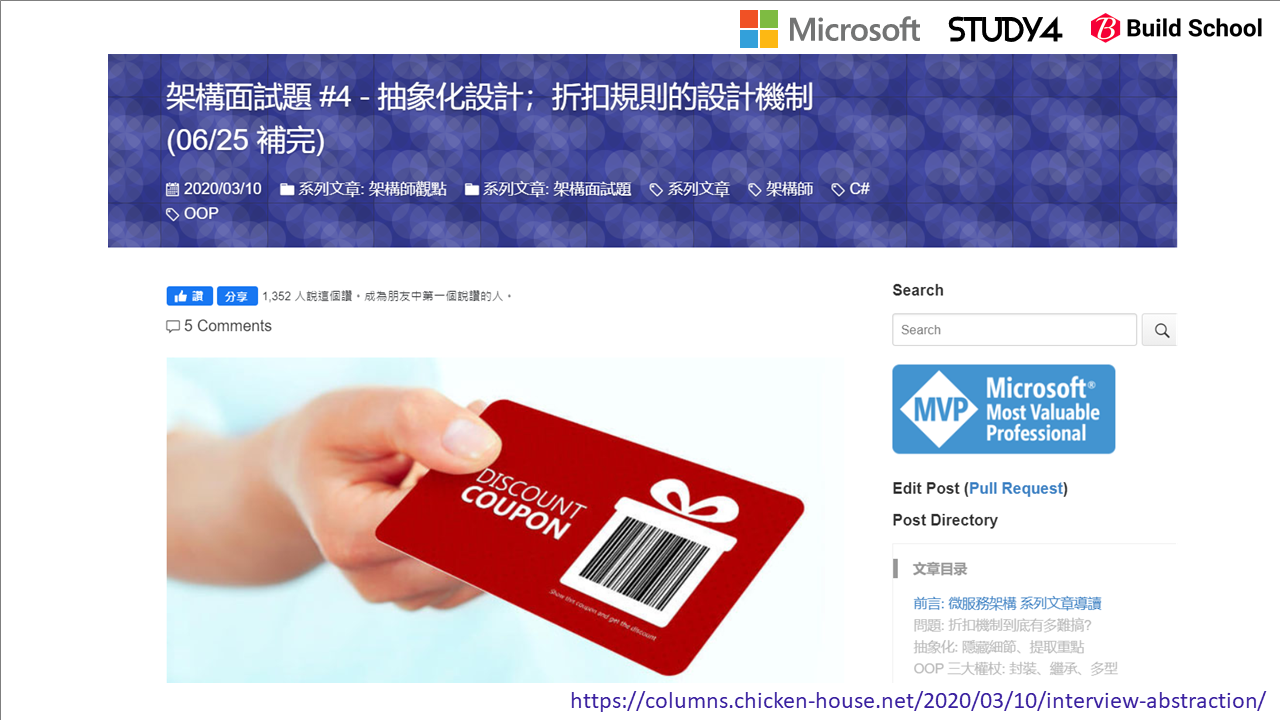 Microsoft STUDY4 Build School
架構面試題 #4 - 抽象化設計；折扣規則的設計機制
(06/25 補完)
2020/03/10 系列文章: 架構師觀點 系列文章: 架構面試題 系列文章 架構師 C#
OOP
讚 分享 1,352 人說這個讚。成為朋友中第一個說讚的人。
5 Comments
DISCOUNT
COUPON
Show this coupon and get the discount
Search
Search
MVP
Microsoft®
Most Valuable
Professional
Edit Post (Pull Request)
Post Directory
文章目录
前言: 微服務架構 系列文章導讀
問題: 折扣機制到底有多難搞?
抽象化: 隱藏細節、提取重點
OOP 三大權杖: 封裝、繼承、多型
https://columns.chicken-house.net/2020/03/10/interview-abstraction/